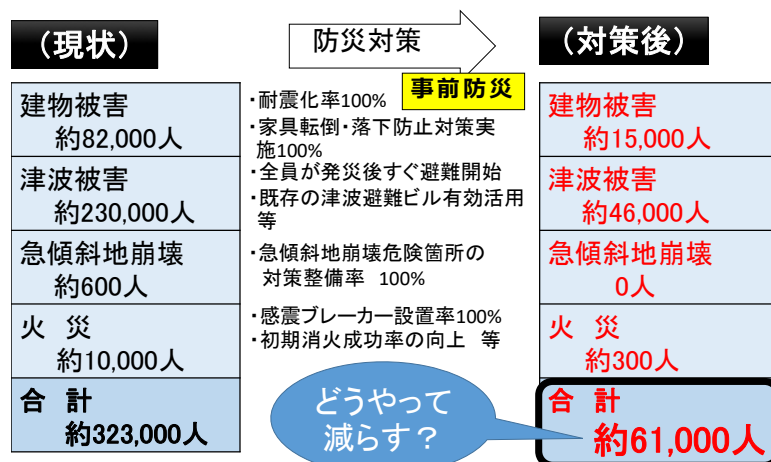 (現状)
防災対策
(対策後)
事前防災
建物被害
約82,000人
津波被害
約230,000人
急傾斜地崩壊
約600人
火 災
約10,000人
合 計
約323,000人
・耐震化率100%
・家具転倒・落下防止対策実
施100%
・全員が発災後すぐ避難開始
・既存の津波避難ビル有効活用
等
・急傾斜地崩壊危険箇所の
対策整備率 100%
・感震ブレーカー設置率100%
・初期消火成功率の向上 等
どうやって
減らす？
建物被害
約15,000人
津波被害
約46,000人
急傾斜地崩壊
0人
火 災
約300人
合 計
約61,000人